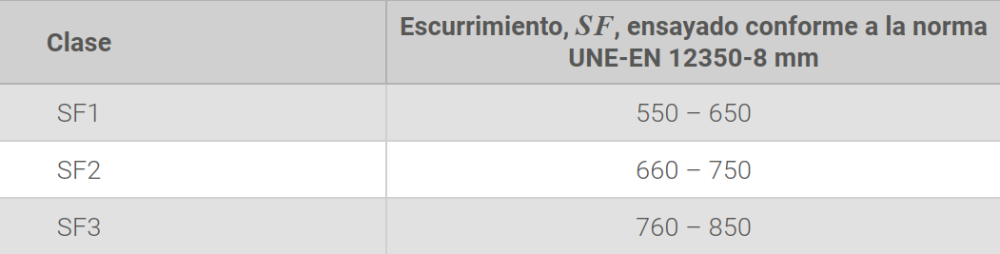 Clase
Escurrimiento, SF, ensayado conforme a la norma
UNE-EN 12350-8 mm
SF1
550 – 650
SF2
660 – 750
SF3
760 – 850